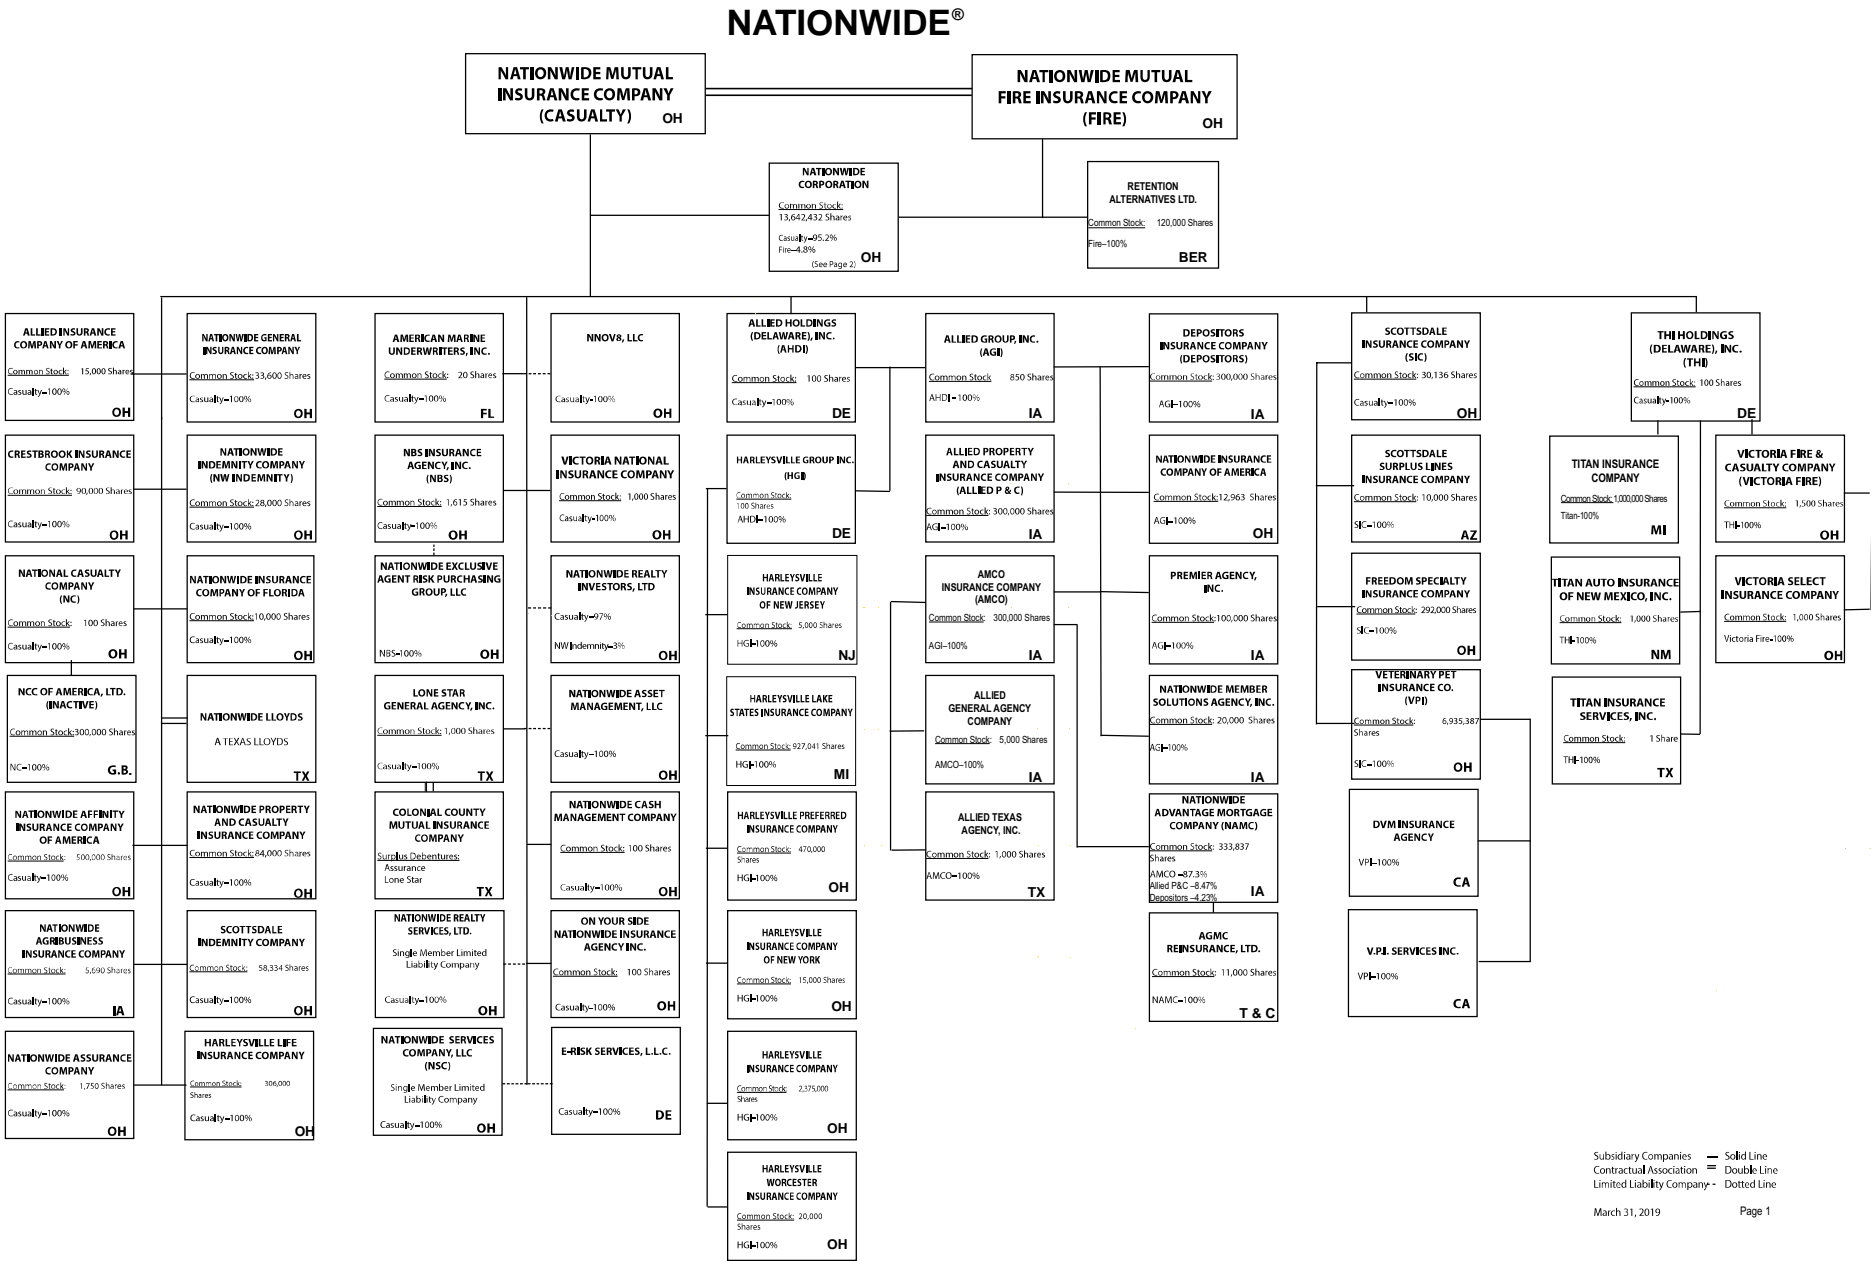 NATIONWIDE®
NATIONWIDE MUTUAL
INSURANCE COMPANY
(CASUALTY)
OH
NATIONWIDE MUTUAL
FIRE INSURANCE COMPANY
(FIRE)
OH
NATIONWIDE
CORPORATION
Common Stock:
13,642,432 Shares
Casualty–95.2%
Fire–4.8%
(See Page 2)
OH
RETENTION
ALTERNATIVES LTD.
Common Stock: 120,000 Shares
Fire–100%
BER
ALLIED INSURANCE
COMPANY OF AMERICA
Common Stock: 15,000 Shares
Casualty–100%
OH
CRESTBROOK INSURANCE
COMPANY
Common Stock: 90,000 Shares
Casualty–100%
OH
NATIONAL CASUALTY
COMPANY
(NC)
Common Stock: 100 Shares
Casualty–100%
OH
NCC OF AMERICA, LTD.
(INACTIVE)
Common Stock:300,000 Shares
NC–100%
G.B.
NATIONWIDE AFFINITY
INSURANCE COMPANY
OF AMERICA
Common Stock: 500,000 Shares
Casualty–100%
OH
NATIONWIDE
AGRIBUSINESS
INSURANCE COMPANY
Common Stock: 5,690 Shares
Casualty–100%
IA
NATIONWIDE ASSURANCE
COMPANY
Common Stock: 1,750 Shares
Casualty–100%
OH
NATIONWIDE GENERAL
INSURANCE COMPANY
Common Stock: 33,600 Shares
Casualty–100%
OH
NATIONWIDE
INDEMNITY COMPANY
(NW INDEMNITY)
Common Stock: 28,000 Shares
Casualty–100%
OH
NATIONWIDE INSURANCE
COMPANY OF FLORIDA
Common Stock:10,000 Shares
Casualty–100%
OH
NATIONWIDE LLOYDS
A TEXAS LLOYDS
TX
NATIONWIDE PROPERTY
AND CASUALTY
INSURANCE COMPANY
Common Stock: 84,000 Shares
Casualty–100%
OH
SCOTTSDALE
INDEMNITY COMPANY
Common Stock: 58,334 Shares
Casualty–100%
OH
HARLEYSVILLE LIFE
INSURANCE COMPANY
Common Stock: 306,000
Shares
Casualty–100%
OH
AMERICAN MARINE
UNDERWRITERS, INC.
Common Stock: 20 Shares
Casualty–100%
FL
NBS INSURANCE
AGENCY, INC.
(NBS)
Common Stock: 1,615 Shares
Casualty–100%
OH
NATIONWIDE EXCLUSIVE
AGENT RISK PURCHASING
GROUP, LLC
NBS–100%
OH
LONE STAR
GENERAL AGENCY, INC.
Common Stock: 1,000 Shares
Casualty–100%
TX
COLONIAL COUNTY
MUTUAL INSURANCE
COMPANY
Surplus Debentures:
Assurance
Lone Star
TX
NATIONWIDE REALTY
SERVICES, LTD.
Single Member Limited
Liability Company
Casualty–100%
OH
NATIONWIDE SERVICES
COMPANY, LLC
(NSC)
Single Member Limited
Liability Company
Casualty–100%
OH
NNOV8, LLC
Casualty-100%
OH
VICTORIA NATIONAL
INSURANCE COMPANY
Common Stock: 1,000 Shares
Casualty-100%
OH
NATIONWIDE REALTY
INVESTORS, LTD
Casualty–97%
NW Indemnity–3%
OH
NATIONWIDE ASSET
MANAGEMENT, LLC
Casualty–100%
OH
NATIONWIDE CASH
MANAGEMENT COMPANY
Common Stock: 100 Shares
Casualty–100%
OH
ON YOUR SIDE
NATIONWIDE INSURANCE
AGENCY INC.
Common Stock: 100 Shares
Casualty–100%
OH
E-RISK SERVICES, L.L.C.
Casualty–100%
DE
ALLIED HOLDINGS
(DELAWARE), INC.
(AHDI)
Common Stock: 100 Shares
Casualty–100%
DE
HARLEYSVILLE GROUP INC.
(HGI)
Common Stock:
100 Shares
AHDI–100%
DE
HARLEYSVILLE
INSURANCE COMPANY
OF NEW JERSEY
Common Stock: 5,000 Shares
HGI–100%
NJ
HARLEYSVILLE LAKE
STATES INSURANCE COMPANY
Common Stock: 927,041 Shares
HGI–100%
MI
HARLEYSVILLE PREFERRED
INSURANCE COMPANY
Common Stock: 470,000
Shares
HGI–100%
OH
HARLEYSVILLE
INSURANCE COMPANY
OF NEW YORK
Common Stock: 15,000 Shares
HGI–100%
OH
HARLEYSVILLE
INSURANCE COMPANY
Common Stock: 2,375,000
Shares
HGI–100%
OH
HARLEYSVILLE
WORCESTER
INSURANCE COMPANY
Common Stock: 20,000
Shares
HGI–100%
OH
ALLIED GROUP, INC.
(AGI)
Common Stock 850 Shares
AHDI – 100%
IA
ALLIED PROPERTY
AND CASUALTY
INSURANCE COMPANY
(ALLIED P & C)
Common Stock: 300,000 Shares
AGI–100%
IA
AMCO
INSURANCE COMPANY
(AMCO)
Common Stock: 300,000 Shares
AGI–100%
IA
ALLIED
GENERAL AGENCY
COMPANY
Common Stock: 5,000 Shares
AMCO–100%
IA
ALLIED TEXAS
AGENCY, INC.
Common Stock: 1,000 Shares
AMCO–100%
TX
DEPOSITORS
INSURANCE COMPANY
(DEPOSITORS)
Common Stock: 300,000 Shares
AGI–100%
IA
NATIONWIDE INSURANCE
COMPANY OF AMERICA
Common Stock:12,963 Shares
AGI–100%
OH
PREMIER AGENCY,
INC.
Common Stock:100,000 Shares
AGI–100%
IA
NATIONWIDE MEMBER
SOLUTIONS AGENCY, INC.
Common Stock: 20,000 Shares
AGI–100%
IA
NATIONWIDE
ADVANTAGE MORTGAGE
COMPANY (NAMC)
Common Stock: 333,837
Shares
AMCO –87.3%
Allied P&C –8.47%
Depositors –4.23%
IA
AGMC
REINSURANCE, LTD.
Common Stock: 11,000 Shares
NAMC–100%
T & C
SCOTTSDALE
INSURANCE COMPANY
(SIC)
Common Stock: 30,136 Shares
Casualty–100%
OH
SCOTTSDALE
SURPLUS LINES
INSURANCE COMPANY
Common Stock: 10,000 Shares
SIC–100%
AZ
FREEDOM SPECIALTY
INSURANCE COMPANY
Common Stock: 292,000 Shares
SIC–100%
OH
VETERINARY PET
INSURANCE CO.
(VPI)
Common Stock: 6,935,387
Shares
SIC–100%
OH
DVM INSURANCE
AGENCY
VPI–100%
CA
V.P.I. SERVICES INC.
VPI–100%
CA
THI HOLDINGS
(DELAWARE), INC.
(THI)
Common Stock: 100 Shares
Casualty–100%
DE
TITAN INSURANCE
COMPANY
Common Stock: 1,000,000 Shares
Titan-100%
MI
TITAN AUTO INSURANCE
OF NEW MEXICO, INC.
Common Stock: 1,000 Shares
THI–100%
NM
TITAN INSURANCE
SERVICES, INC.
Common Stock: 1 Share
THI–100%
TX
VICTORIA FIRE &
CASUALTY COMPANY
(VICTORIA FIRE)
Common Stock: 1,500 Shares
THI–100%
OH
VICTORIA SELECT
INSURANCE COMPANY
Common Stock: 1,000 Shares
Victoria Fire–100%
OH
Subsidiary Companies — Solid Line
Contractual Association = Double Line
Limited Liability Company - - Dotted Line
March 31, 2019 Page 1